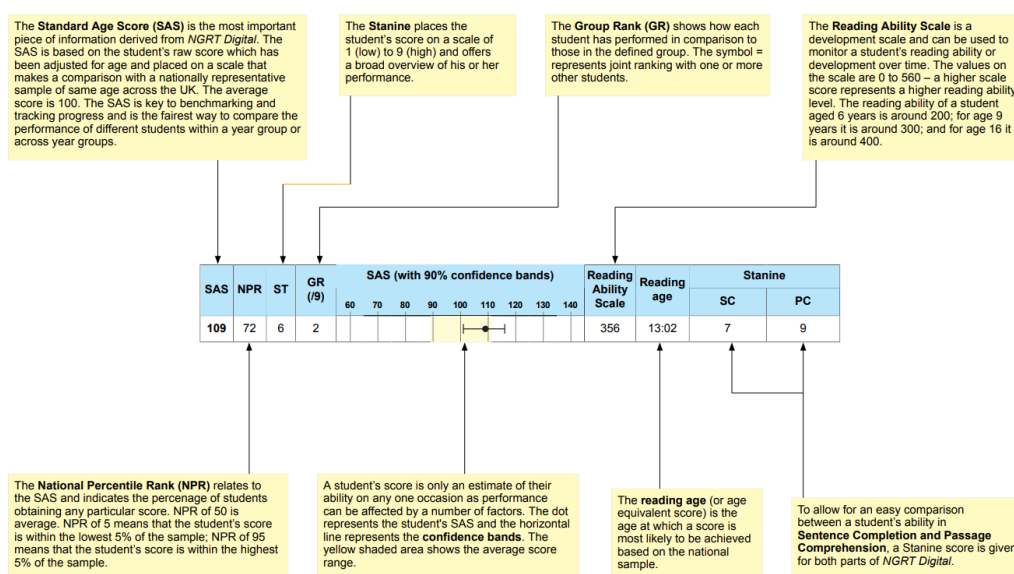 The Standard Age Score (SAS) is the most important
piece of information derived from NGRT Digital. The
SAS is based on the student's raw score which has
been adjusted for age and placed on a scale that
makes a comparison with a nationally representative
sample of same age across the UK. The average
score is 100. The SAS is key to benchmarking and
tracking progress and is the fairest way to compare the
performance of different students within a year group or
across year groups.
The Stanine places the
student's score on a scale of
1 (low) to 9 (high) and offers
a broad overview of his or her
performance.
The Group Rank (GR) shows how each
student has performed in comparison to
those in the defined group. The symbol =
represents joint ranking with one or more
other students.
The Reading Ability Scale is a
development scale and can be used to
monitor a student's reading ability or
development over time. The values on
the scale are 0 to 560 – a higher scale
score represents a higher reading ability
level. The reading ability of a student
aged 6 years is around 200; for age 9
years it is around 300; and for age 16 it
is around 400.
SAS NPR ST GR (/9) SAS (with 90% confidence bands) Reading Ability Scale Reading age Stanine
60 70 80 90 100 110 120 130 140 SC PC
109 72 6 2 356 13:02 7 9
The National Percentile Rank (NPR) relates to
the SAS and indicates the percenage of students
obtaining any particular score. NPR of 50 is
average. NPR of 5 means that the student's score
is within the lowest 5% of the sample; NPR of 95
means that the student's score is within the highest
5% of the sample.
A student's score is only an estimate of their
ability on any one occasion as performance
can be affected by a number of factors. The dot
represents the student's SAS and the horizontal
line represents the confidence bands. The
yellow shaded area shows the average score
range.
The reading age (or age
equivalent score) is the
age at which a score is
most likely to be achieved
based on the national
sample.
To allow for an easy comparison
between a student's ability in
Sentence Completion and Passage
Comprehension, a Stanine score is given
for both parts of NGRT Digital.